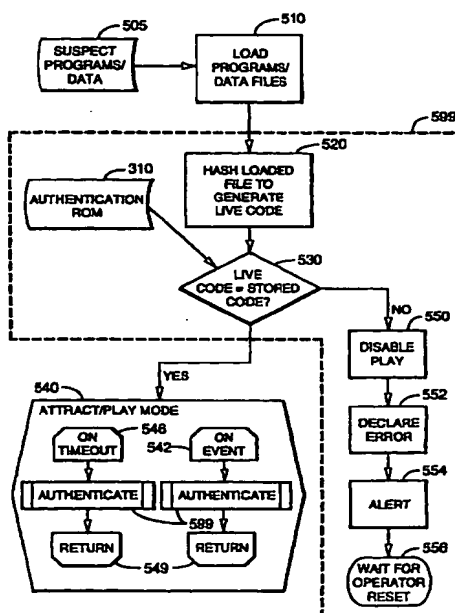 505
SUSPECT
PROGRAMS/
DATA
510
LOAD
PROGRAMS/
DATA FILES
599
520
HASH LOADED
FILE TO
GENERATE
LIVE CODE
310
AUTHENTICATION
ROM
530
LIVE
CODE = STORED
CODE?
NO
550
DISABLE
PLAY
YES
552
DECLARE
ERROR
540
ATTRACT/PLAY MODE
546
ON
TIMEOUT
542
ON
EVENT
554
ALERT
AUTHENTICATE
AUTHENTICATE
599
RETURN
RETURN
549
556
WAIT FOR
OPERATOR
RESET